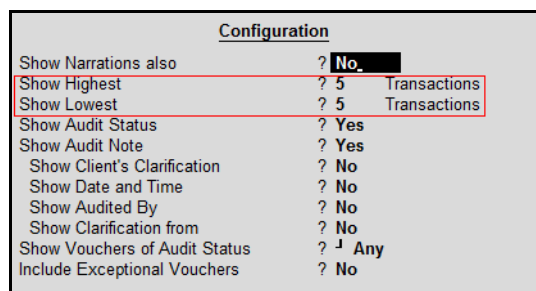 Configuration
Show Narrations also ? No
Show Highest ? 5 Transactions
Show Lowest ? 5 Transactions
Show Audit Status ? Yes
Show Audit Note ? Yes
Show Client's Clarification ? No
Show Date and Time ? No
Show Audited By ? No
Show Clarification from ? No
Show Vouchers of Audit Status ? ┘ Any
Include Exceptional Vouchers ? No